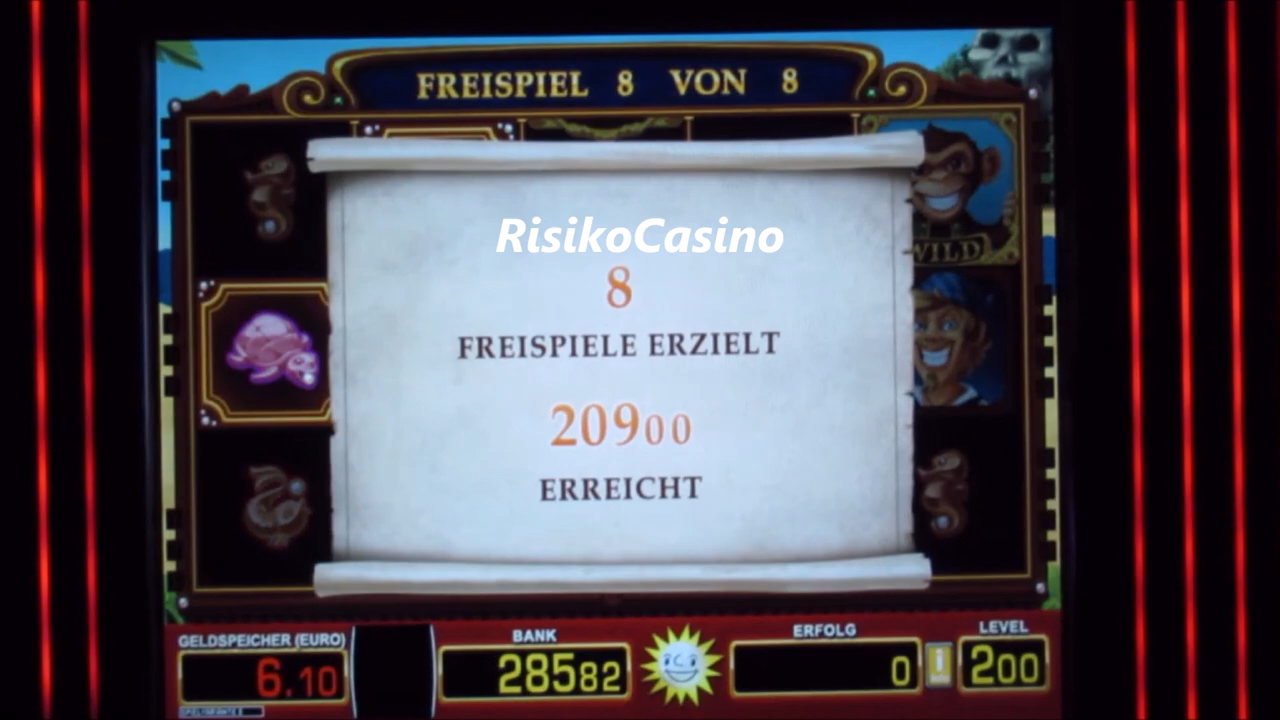 FREISPIEL 8 VON 8
WILD
RisikoCasino
8
FREISPIELE ERZIELT
20900
ERREICHT
GELDSPEICHER (EURO)
6.10
BANK
28582
ERFOLG
0
i
LEVEL
200